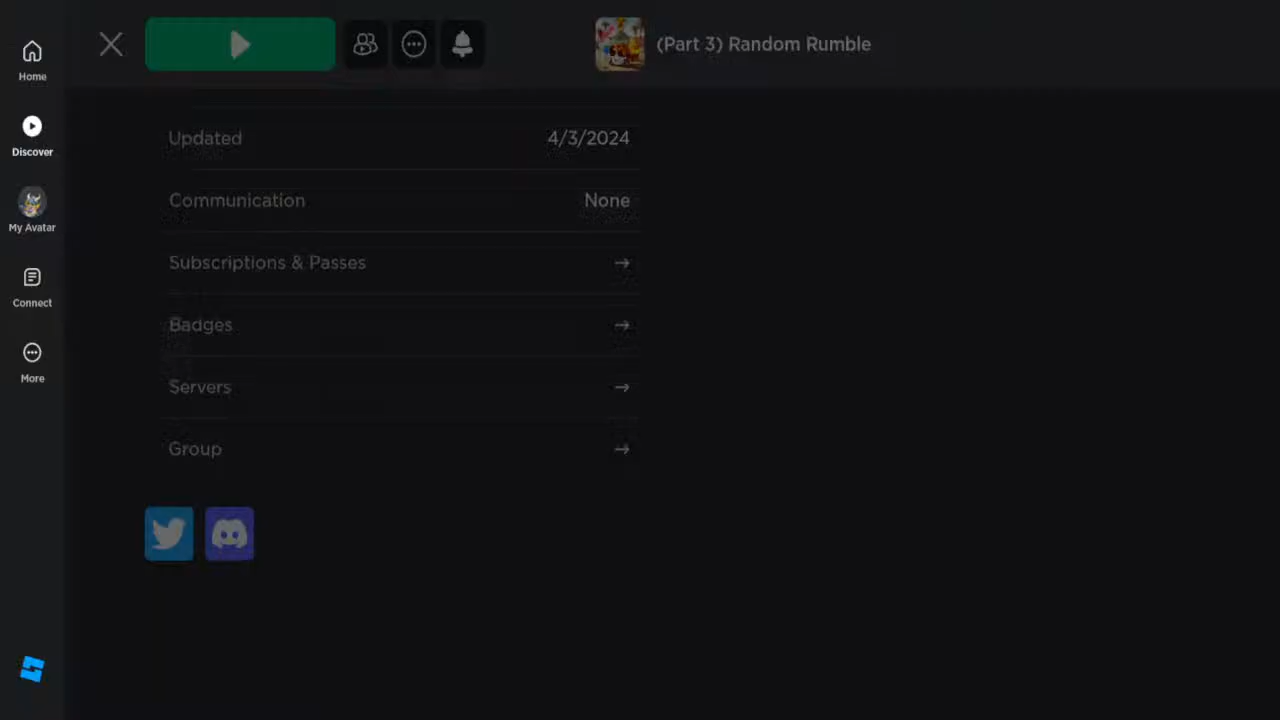 (Part 3) Random Rumble
Home
Discover
My Avatar
Connect
More
Updated 4/3/2024
Communication None
Subscriptions & Passes →
Badges →
Servers →
Group →